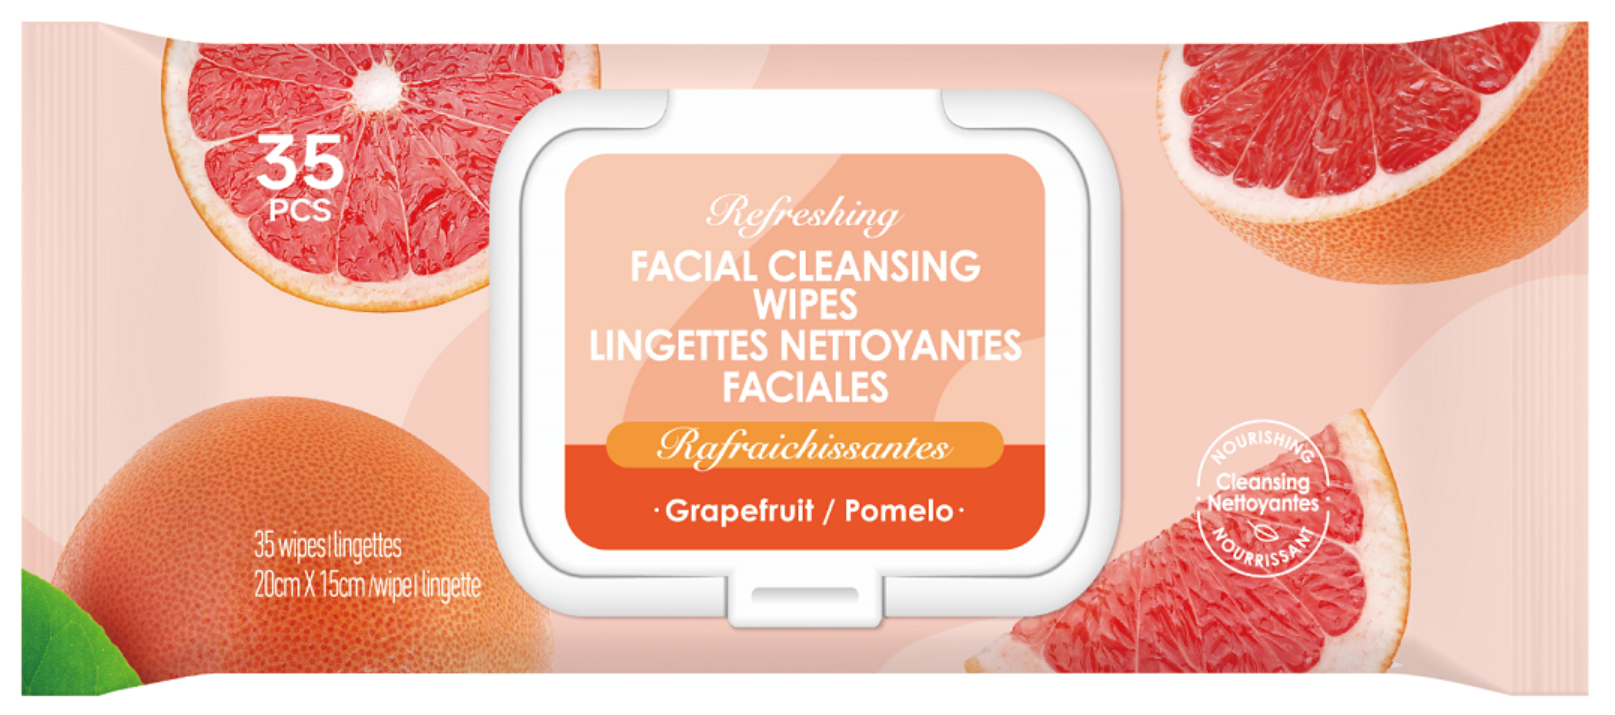 35
PCS
Refreshing
FACIAL CLEANSING
WIPES
LINGETTES NETTOYANTES
FACIALES
Rafraichissantes
·Grapefruit / Pomelo·
35 wipes|lingettes
20cm X 15cm/wipe| lingette
NOURISHING
Cleansing
·Nettoyantes·
NOURRISSANT